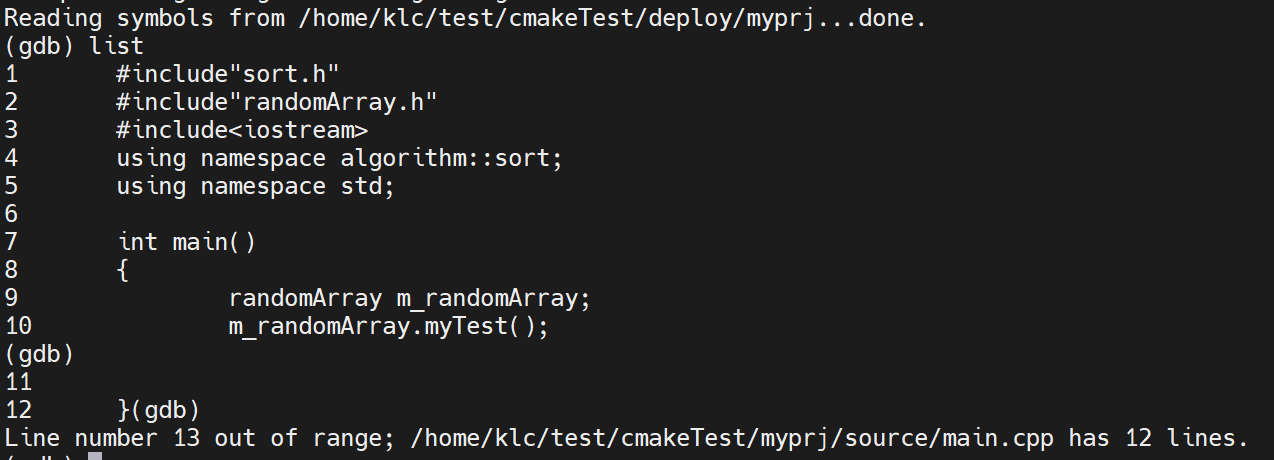 Reading symbols from /home/klc/test/cmakeTest/deploy/myprj...done.
(gdb) list
1       #include"sort.h"
2       #include"randomArray.h"
3       #include<iostream>
4       using namespace algorithm::sort;
5       using namespace std;
6
7       int main()
8       {
9               randomArray m_randomArray;
10              m_randomArray.myTest();
(gdb)
11
12      }(gdb)
Line number 13 out of range; /home/klc/test/cmakeTest/myprj/source/main.cpp has 12 lines.